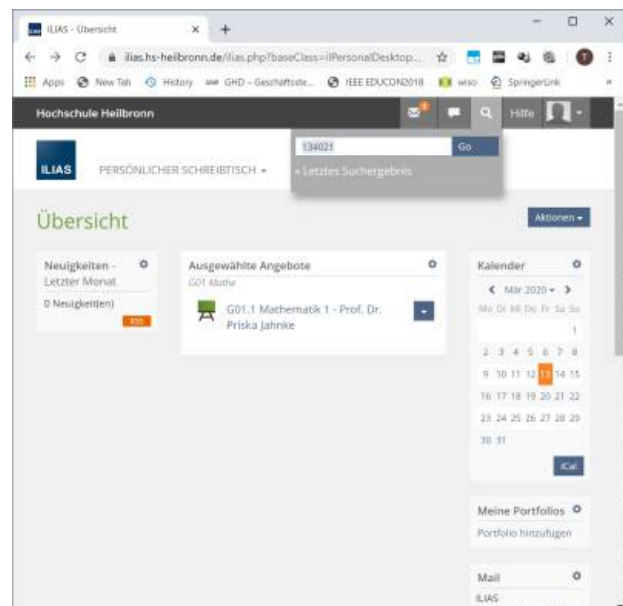 ILIAS - Übersicht
ilias.hs-heilbronn.de/ilias.php?baseClass=ilPersonalDesktop...
Apps New Tab History GHD - Geschäftsste... IEEE EDUCON2018 wiso. SpringerLink »
Hochschule Heilbronn
Hilfe
134021 Go
» Letztes Suchergebnis
ILIAS PERSÖNLICHER SCHREIBTISCH
Übersicht
Aktionen
Neuigkeiten -
Letzter Monat
0 Neuigkeit(en)
RSS
Ausgewählte Angebote
G01 Mathe
G01.1 Mathematik 1 - Prof. Dr.
Priska Jahnke
Kalender
Mär 2020
Mo Di Mi Do Fr Sa So
1
2 3 4 5 6 7 8
9 10 11 12 13 14 15
16 17 18 19 20 21 22
23 24 25 26 27 28 29
30 31
iCal
Meine Portfolios
Portfolio hinzufügen
Mail
ILIAS